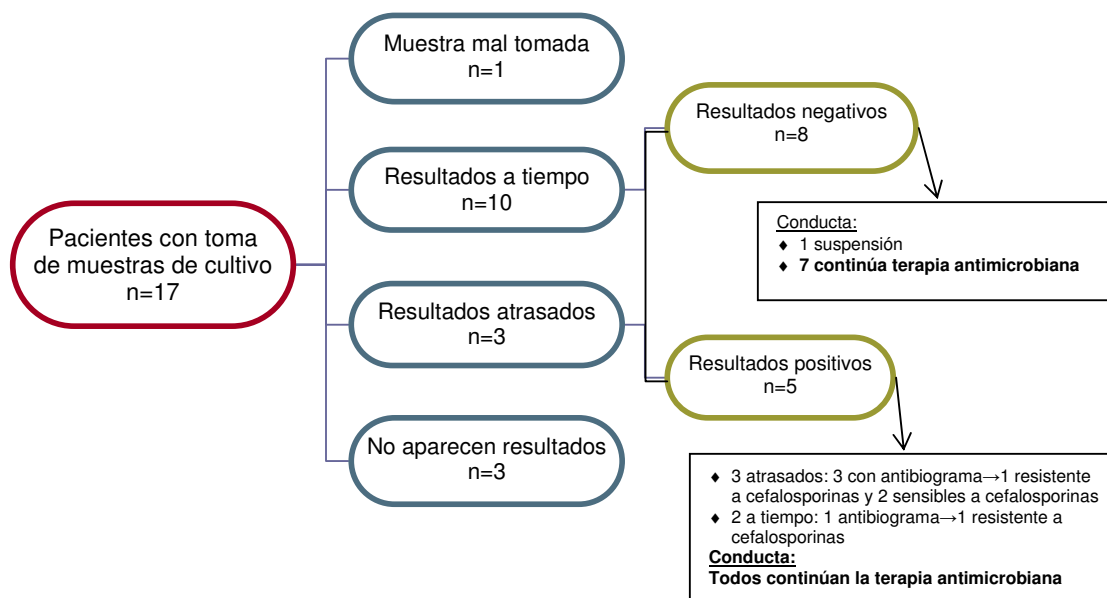 Pacientes con toma
de muestras de cultivo
n=17
Muestra mal tomada
n=1
Resultados a tiempo
n=10
Resultados atrasados
n=3
No aparecen resultados
n=3
Resultados negativos
n=8
Conducta:
♦ 1 suspensión
♦ 7 continúa terapia antimicrobiana
Resultados positivos
n=5
♦ 3 atrasados: 3 con antibiograma→1 resistente
a cefalosporinas y 2 sensibles a cefalosporinas
♦ 2 a tiempo: 1 antibiograma→1 resistente a
cefalosporinas
Conducta:
Todos continúan la terapia antimicrobiana